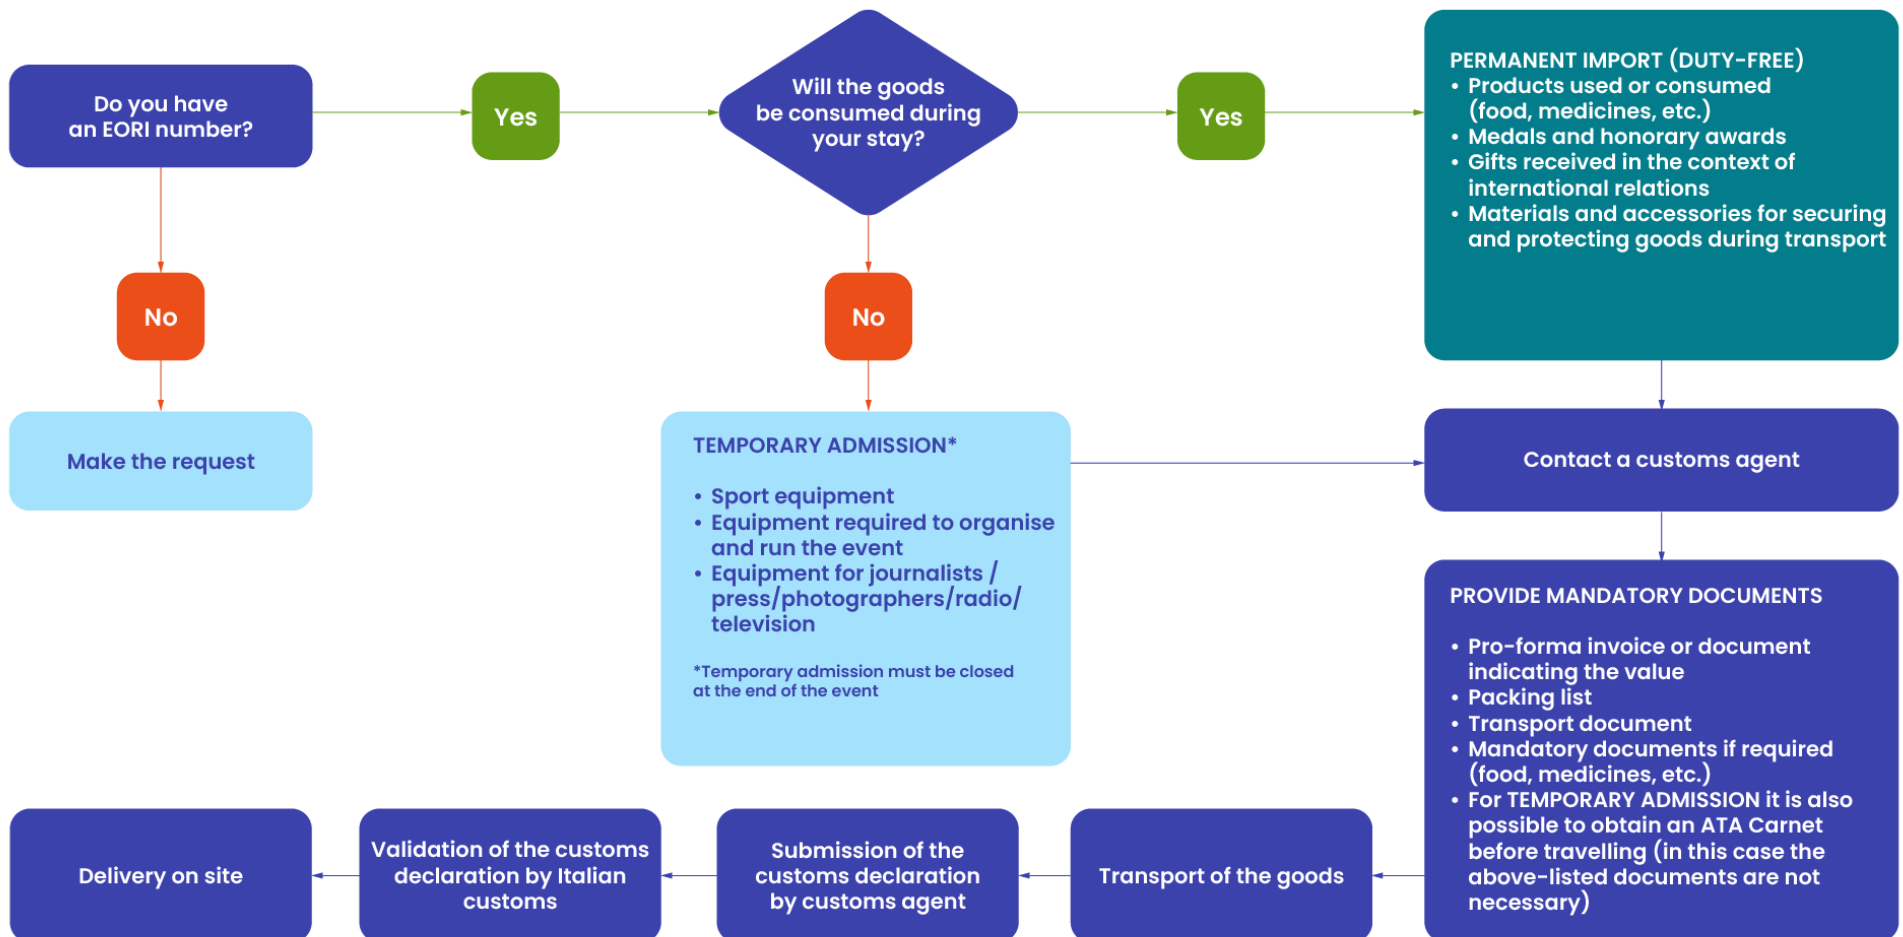 Do you have
an EORI number?
Yes
Will the goods
be consumed during
your stay?
Yes
PERMANENT IMPORT (DUTY-FREE)
• Products used or consumed
(food, medicines, etc.)
• Medals and honorary awards
• Gifts received in the context of
international relations
• Materials and accessories for securing
and protecting goods during transport
No
No
Make the request
TEMPORARY ADMISSION*
• Sport equipment
• Equipment required to organise
and run the event
• Equipment for journalists /
press/photographers/radio/
television
*Temporary admission must be closed
at the end of the event
Contact a customs agent
PROVIDE MANDATORY DOCUMENTS
• Pro-forma invoice or document
indicating the value
• Packing list
• Transport document
• Mandatory documents if required
(food, medicines, etc.)
• For TEMPORARY ADMISSION it is also
possible to obtain an ATA Carnet
before travelling (in this case the
above-listed documents are not
necessary)
Transport of the goods
Submission of the
customs declaration
by customs agent
Validation of the customs
declaration by Italian
customs
Delivery on site